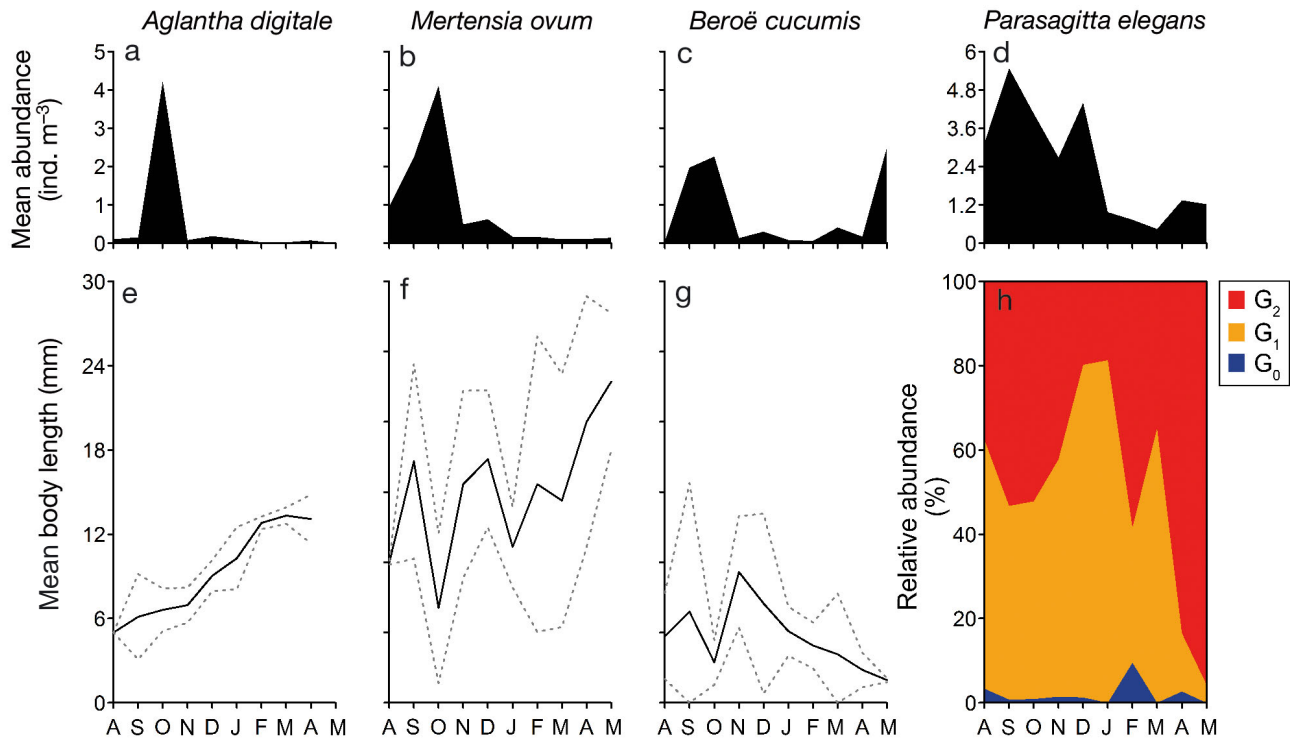 Aglantha digitale
Mertensia ovum
Beroë cucumis
Parasagitta elegans
Mean abundance
(ind. m⁻³)
a
b
c
d
5
4
3
2
1
0
6
4.8
3.6
2.4
1.2
0
A S O N D J F M A M
A S O N D J F M A M
A S O N D J F M A M
A S O N D J F M A M
Mean body length (mm)
e
f
g
h
30
24
18
12
6
0
Relative abundance
(%)
100
80
60
40
20
0
G₂
G₁
G₀